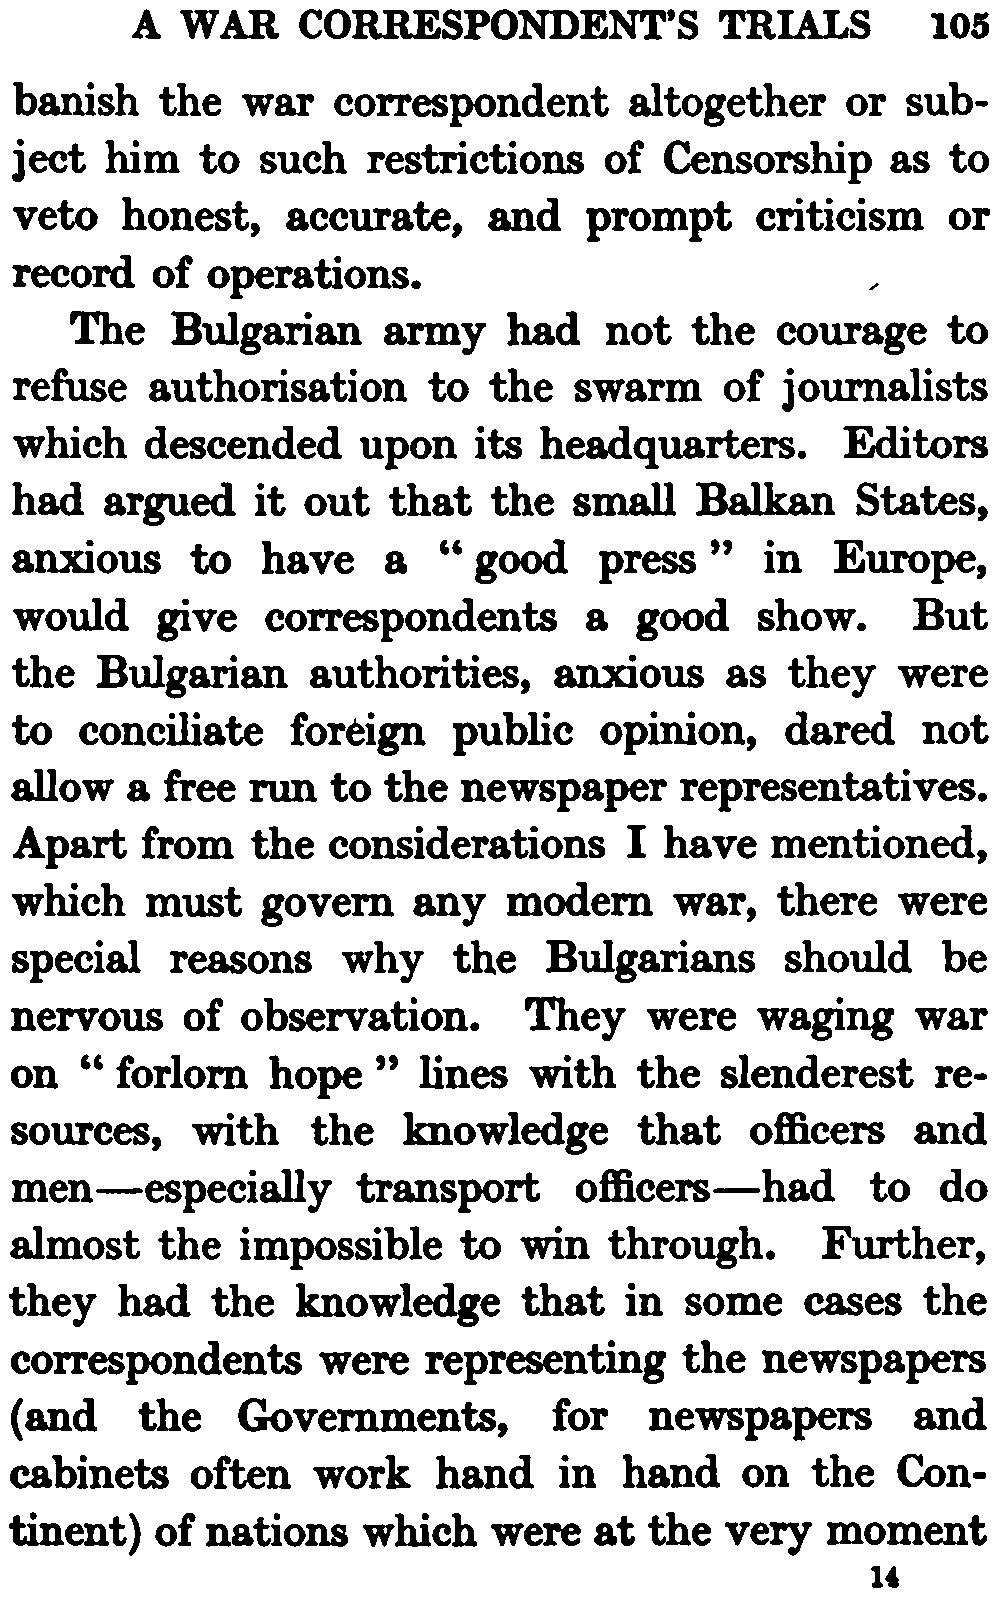 A WAR CORRESPONDENT'S TRIALS 105
banish the war correspondent altogether or sub-
ject him to such restrictions of Censorship as to
veto honest, accurate, and prompt criticism or
record of operations.
The Bulgarian army had not the courage to
refuse authorisation to the swarm of journalists
which descended upon its headquarters. Editors
had argued it out that the small Balkan States,
anxious to have a “ good press ” in Europe,
would give correspondents a good show. But
the Bulgarian authorities, anxious as they were
to conciliate foreign public opinion, dared not
allow a free run to the newspaper representatives.
Apart from the considerations I have mentioned,
which must govern any modern war, there were
special reasons why the Bulgarians should be
nervous of observation. They were waging war
on “ forlorn hope ” lines with the slenderest re-
sources, with the knowledge that officers and
men—especially transport officers—had to do
almost the impossible to win through. Further,
they had the knowledge that in some cases the
correspondents were representing the newspapers
(and the Governments, for newspapers and
cabinets often work hand in hand on the Con-
tinent) of nations which were at the very moment
14